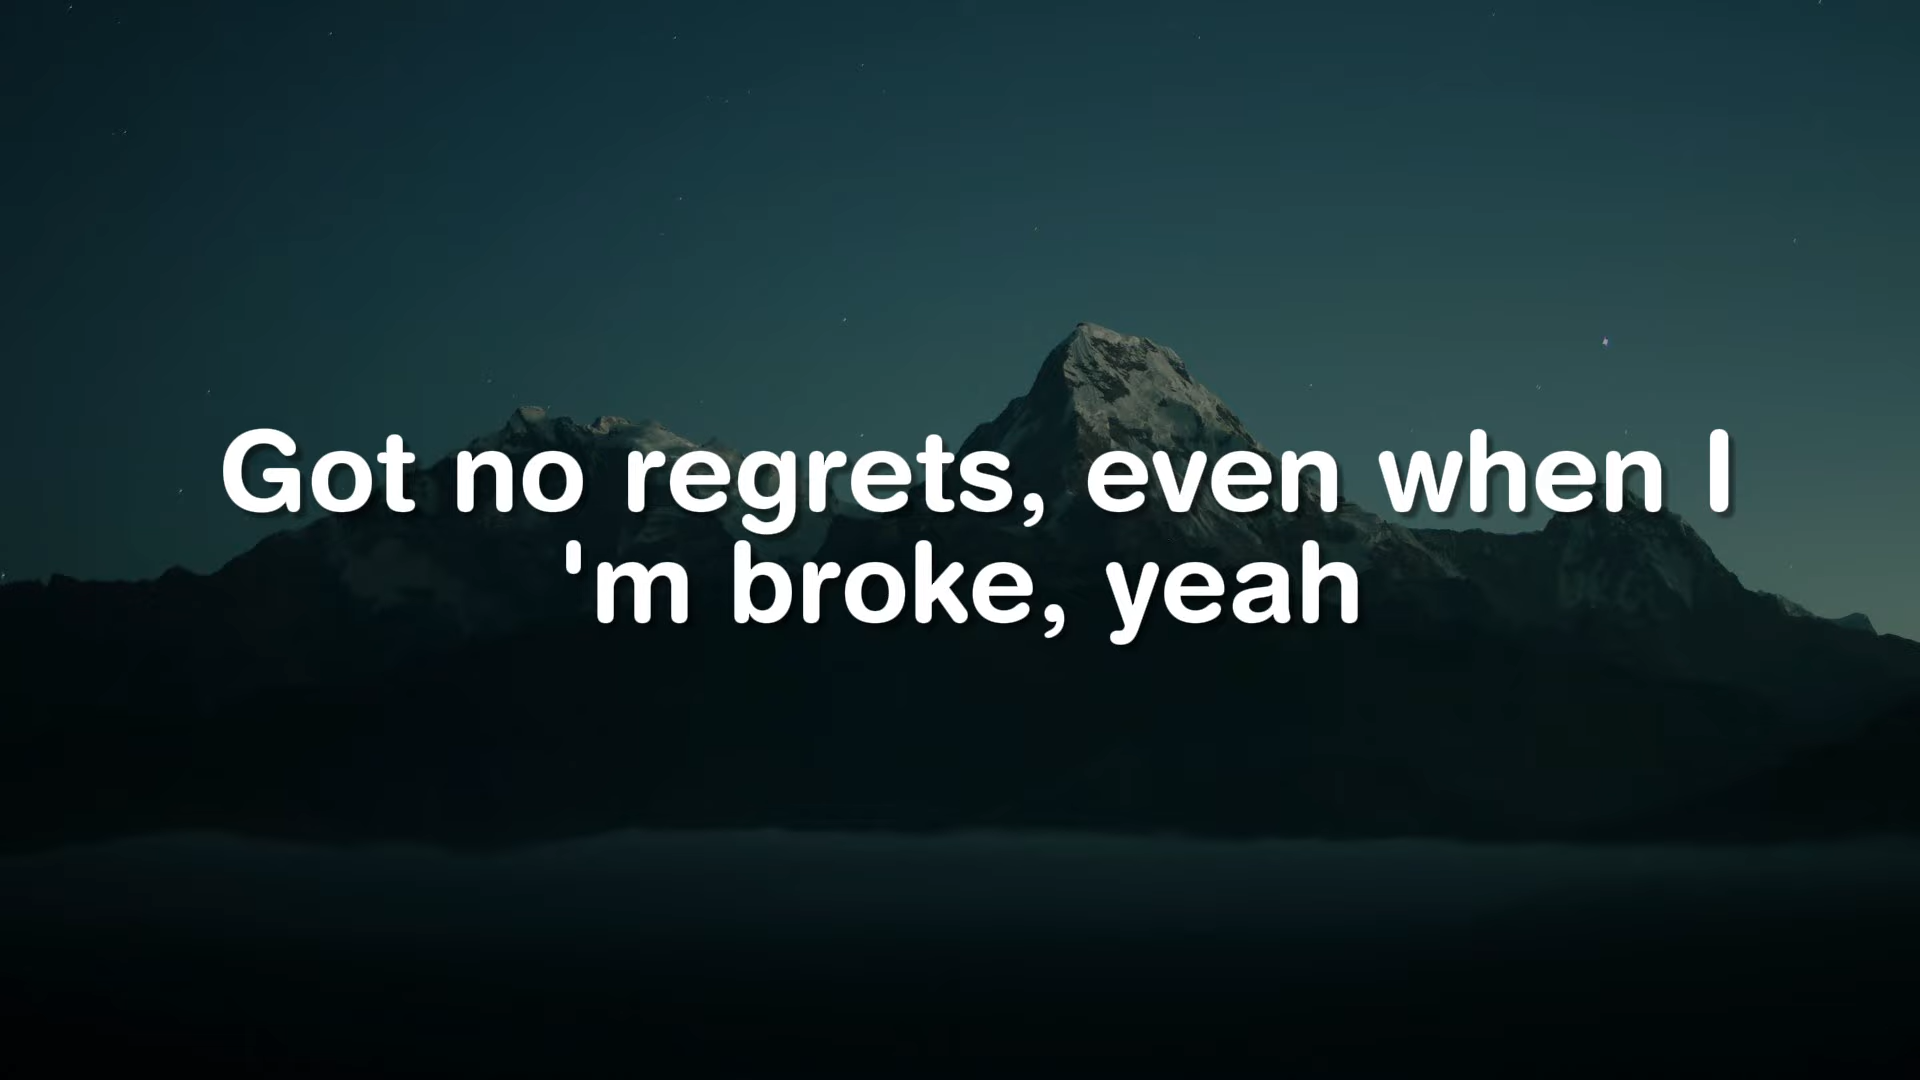 Got no regrets, even when I
'm broke, yeah